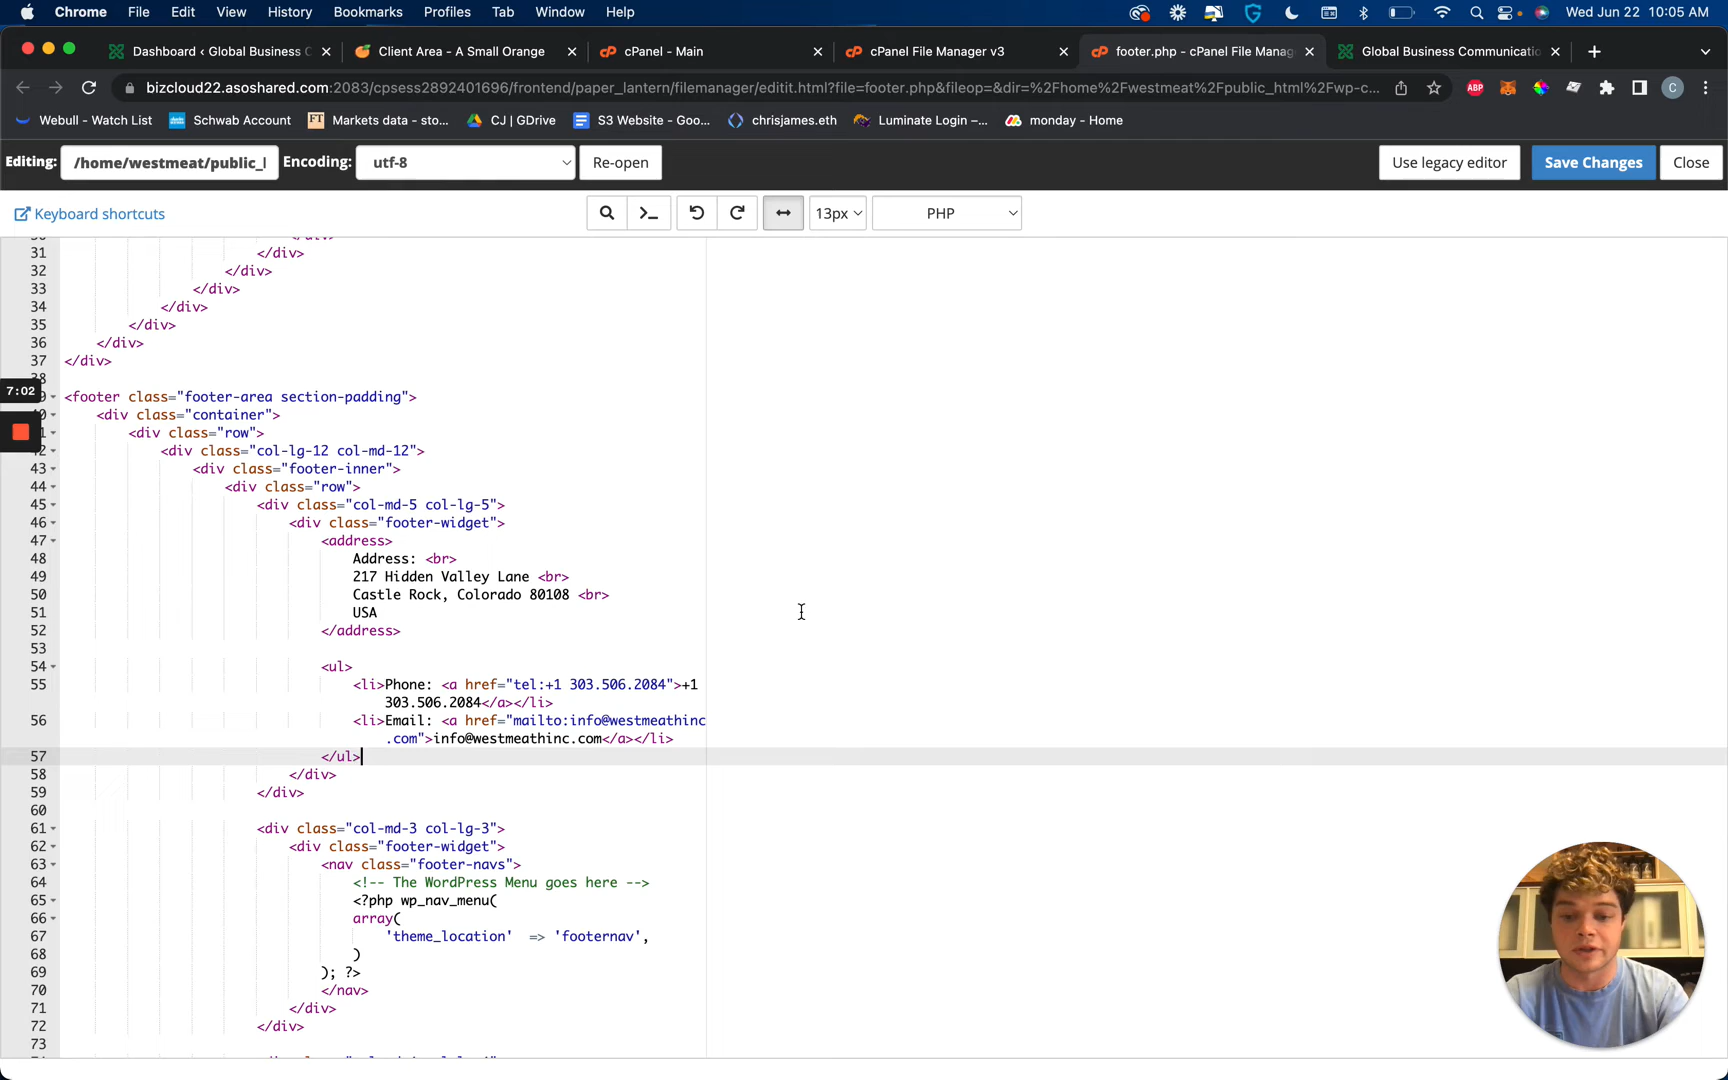 Chrome File Edit View History Bookmarks Profiles Tab Window Help Wed Jun 22 10:05 AM
Dashboard ‹ Global Business C Client Area - A Small Orange cPanel - Main cPanel File Manager v3 footer.php - cPanel File Manag Global Business Communicatio
bizcloud22.asoshared.com:2083/cpsess2892401696/frontend/paper_lantern/filemanager/editit.html?file=footer.php&fileop=&dir=%2Fhome%2Fwestmeat%2Fpublic_html%2Fwp-c... ABP C
Webull - Watch List Schwab Account FT Markets data - sto... CJ | GDrive S3 Website - Goo... chrisjames.eth Luminate Login –... monday - Home
Editing: /home/westmeat/public_l Encoding: utf-8 Re-open Use legacy editor Save Changes Close
Keyboard shortcuts 13px PHP
31 </div>
32 </div>
33 </div>
34 </div>
35 </div>
36 </div>
37 </div>
38
7:02
<footer class="footer-area section-padding">
<div class="container">
<div class="row">
<div class="col-lg-12 col-md-12">
43 <div class="footer-inner">
44 <div class="row">
45 <div class="col-md-5 col-lg-5">
46 <div class="footer-widget">
47 <address>
48 Address: <br>
49 217 Hidden Valley Lane <br>
50 Castle Rock, Colorado 80108 <br>
51 USA
52 </address>
53
54 <ul>
55 <li>Phone: <a href="tel:+1 303.506.2084">+1
303.506.2084</a></li>
56 <li>Email: <a href="mailto:info@westmeathinc
.com">info@westmeathinc.com</a></li>
57 </ul>
58 </div>
59 </div>
60
61 <div class="col-md-3 col-lg-3">
62 <div class="footer-widget">
63 <nav class="footer-navs">
64 <!-- The WordPress Menu goes here -->
65 <?php wp_nav_menu(
66 array(
67 'theme_location' => 'footernav',
68 )
69 ); ?>
70 </nav>
71 </div>
72 </div>
73